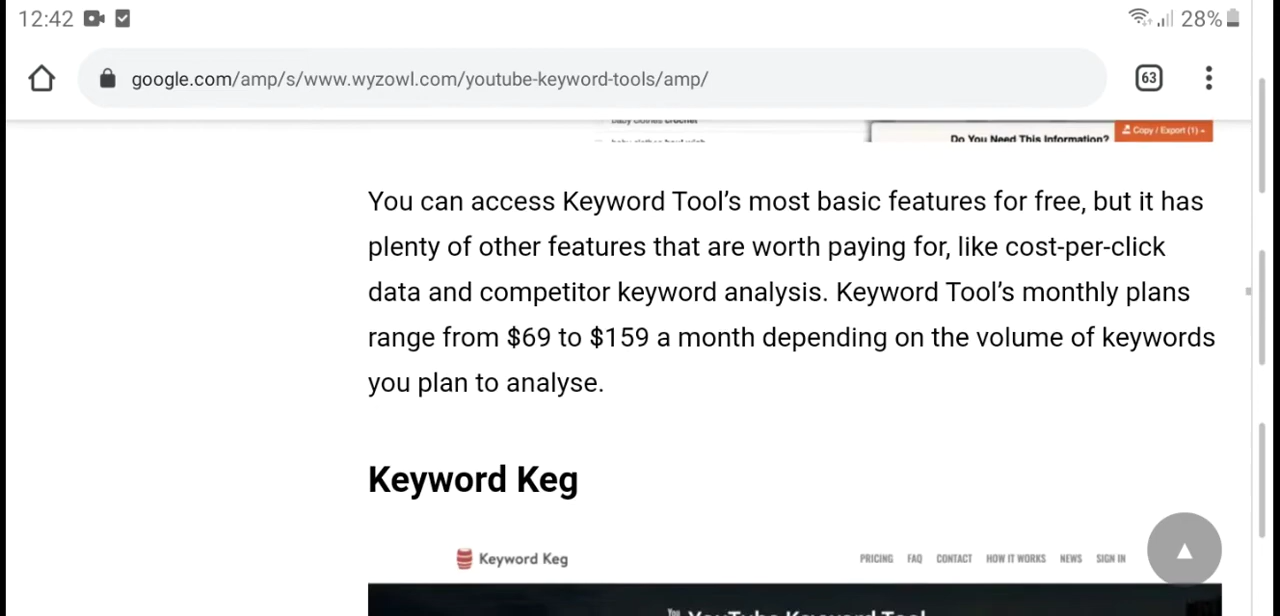 12:42 28%
google.com/amp/s/www.wyzowl.com/youtube-keyword-tools/amp/ 63
Do You Need This Information? Copy / Export (1)
You can access Keyword Tool’s most basic features for free, but it has
plenty of other features that are worth paying for, like cost-per-click
data and competitor keyword analysis. Keyword Tool’s monthly plans
range from $69 to $159 a month depending on the volume of keywords
you plan to analyse.
Keyword Keg
Keyword Keg PRICING FAQ CONTACT HOW IT WORKS NEWS SIGN IN
You YouTube Keyword Tool